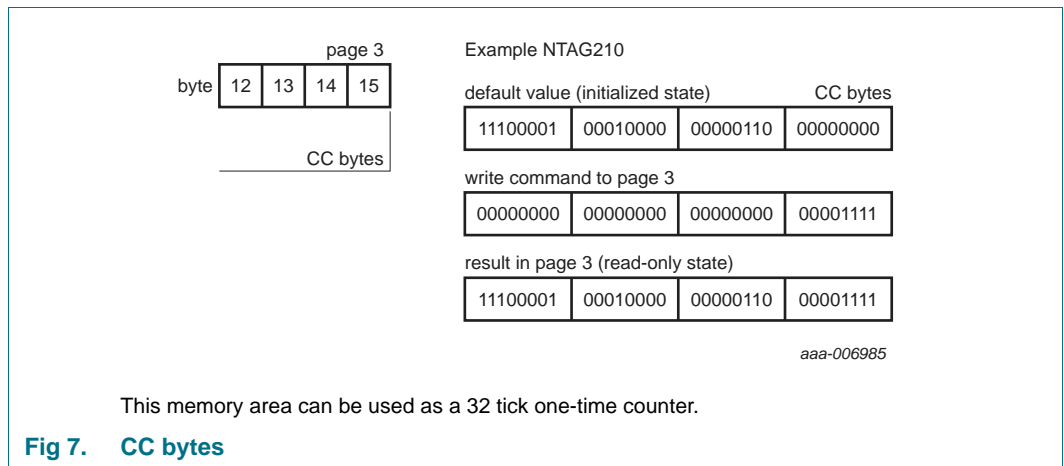 page 3
byte 12 13 14 15
CC bytes
Example NTAG210
default value (initialized state) CC bytes
11100001 00010000 00000110 00000000
write command to page 3
00000000 00000000 00000000 00001111
result in page 3 (read-only state)
11100001 00010000 00000110 00001111
aaa-006985
This memory area can be used as a 32 tick one-time counter.
Fig 7. CC bytes